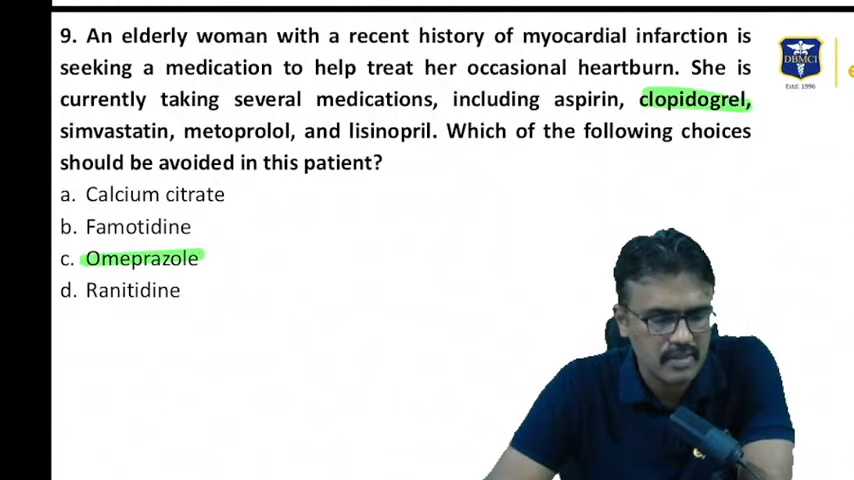 9. An elderly woman with a recent history of myocardial infarction is
seeking a medication to help treat her occasional heartburn. She is
currently taking several medications, including aspirin, clopidogrel,
simvastatin, metoprolol, and lisinopril. Which of the following choices
should be avoided in this patient?
a. Calcium citrate
b. Famotidine
c. Omeprazole
d. Ranitidine
DBMCI
Estd. 1996